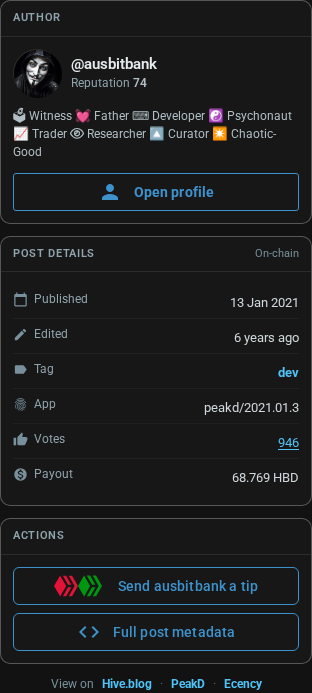 AUTHOR
@ausbitbank
Reputation 74
🗳 Witness 💓 Father ⌨ Developer ☯ Psychonaut
📈 Trader 👁 Researcher 🔼 Curator 💥 Chaotic-
Good
Open profile
POST DETAILS On-chain
Published 13 Jan 2021
Edited 6 years ago
Tag dev
App peakd/2021.01.3
Votes 946
Payout 68.769 HBD
ACTIONS
Send ausbitbank a tip
Full post metadata
View on Hive.blog · PeakD · Ecency